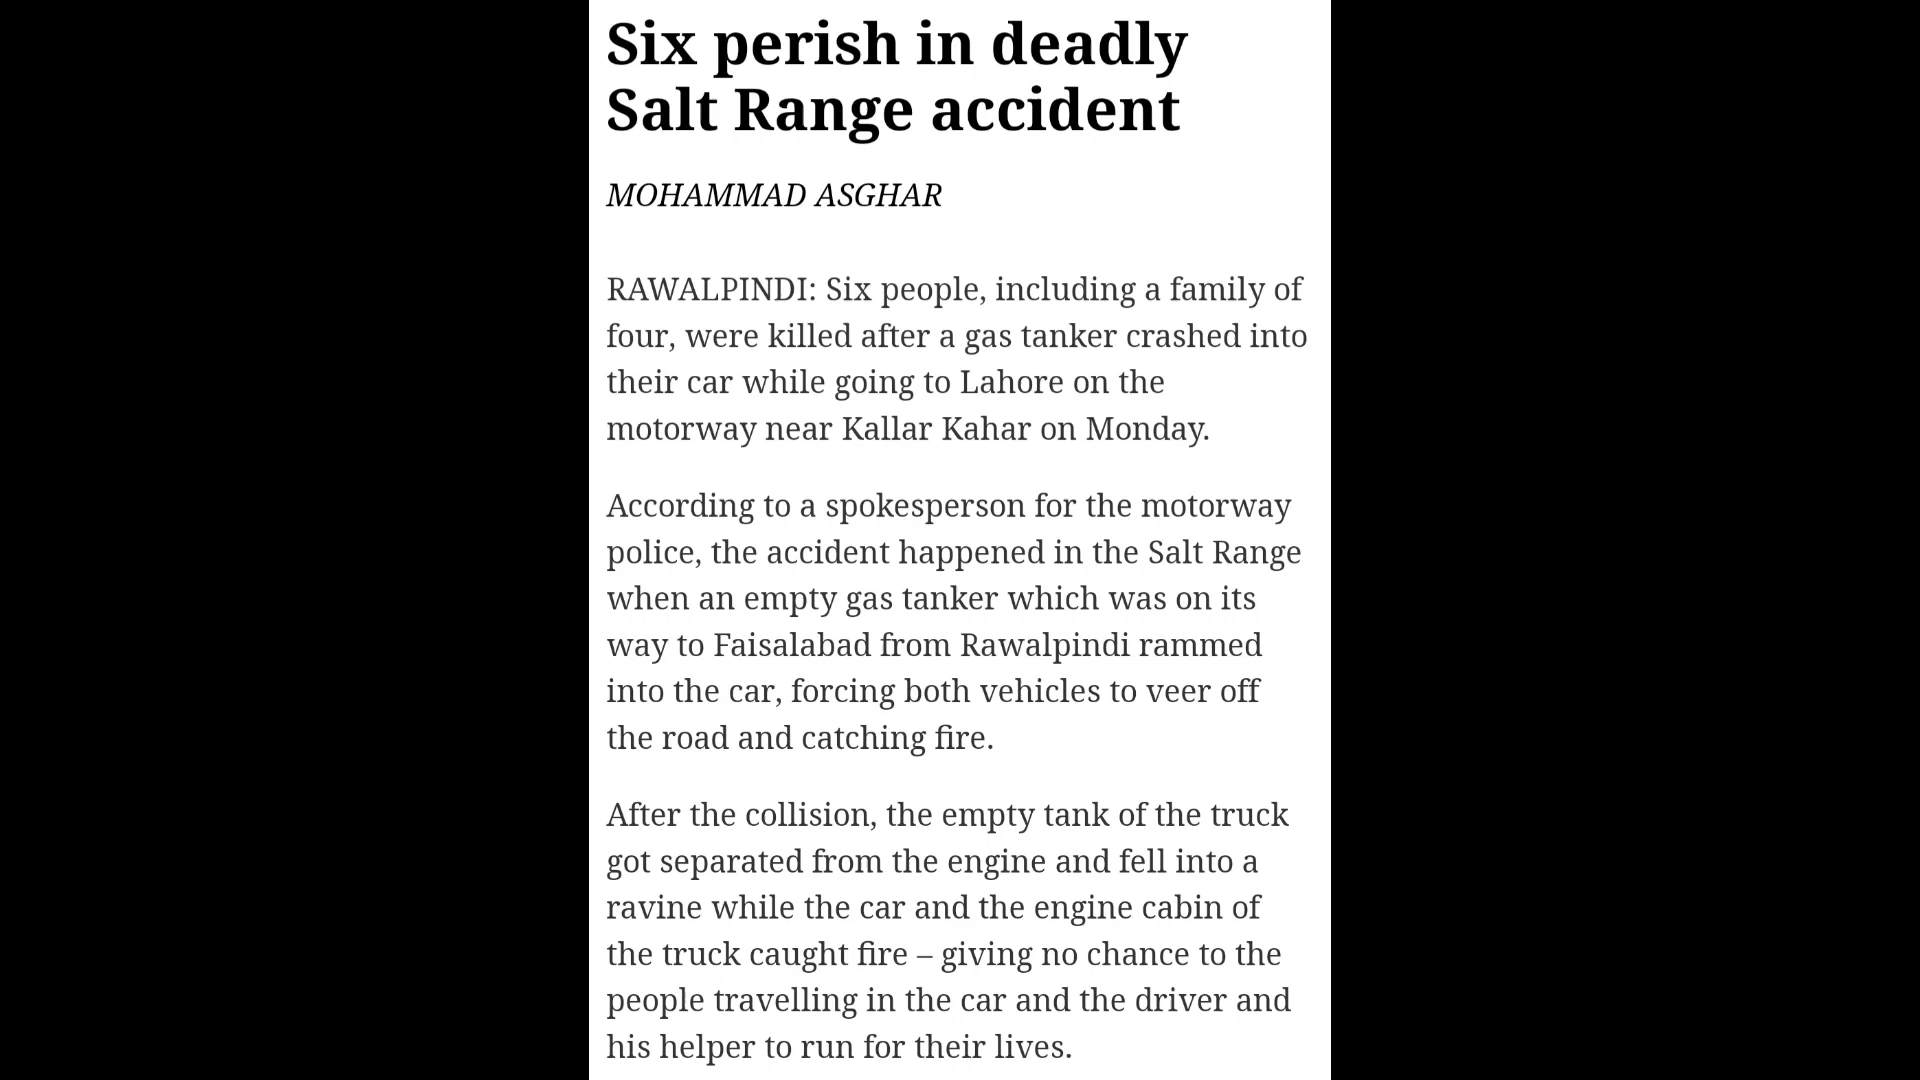 Six perish in deadly
Salt Range accident
MOHAMMAD ASGHAR
RAWALPINDI: Six people, including a family of
four, were killed after a gas tanker crashed into
their car while going to Lahore on the
motorway near Kallar Kahar on Monday.
According to a spokesperson for the motorway
police, the accident happened in the Salt Range
when an empty gas tanker which was on its
way to Faisalabad from Rawalpindi rammed
into the car, forcing both vehicles to veer off
the road and catching fire.
After the collision, the empty tank of the truck
got separated from the engine and fell into a
ravine while the car and the engine cabin of
the truck caught fire – giving no chance to the
people travelling in the car and the driver and
his helper to run for their lives.